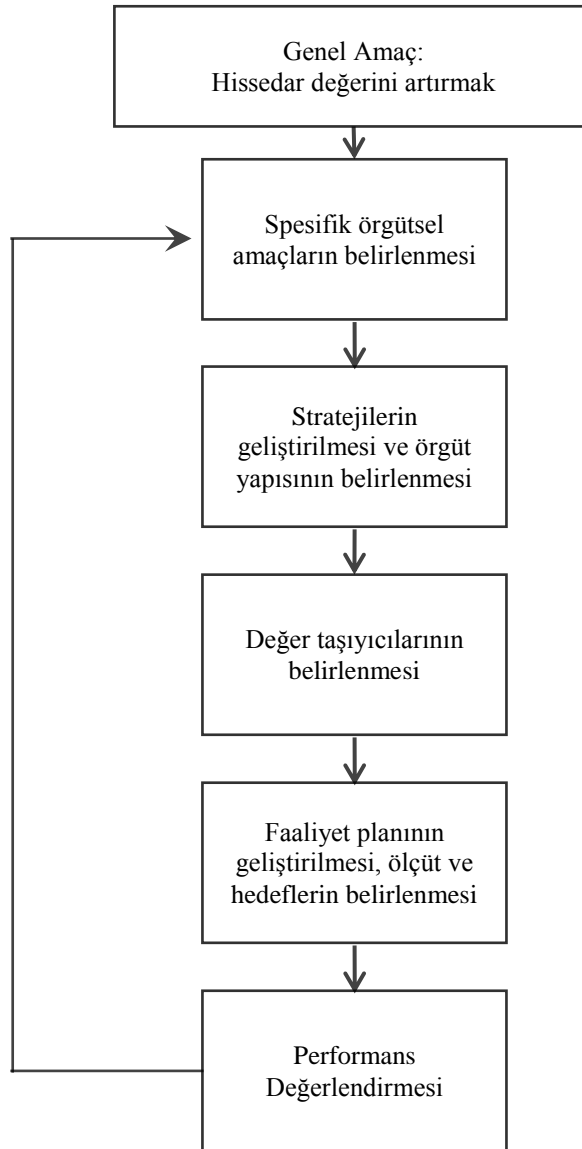 Genel Amaç:
Hissedar değerini artırmak
Spesifik örgütsel
amaçların belirlenmesi
Stratejilerin
geliştirilmesi ve örgüt
yapısının belirlenmesi
Değer taşıyıcılarının
belirlenmesi
Faaliyet planının
geliştirilmesi, ölçüt ve
hedeflerin belirlenmesi
Performans
Değerlendirmesi